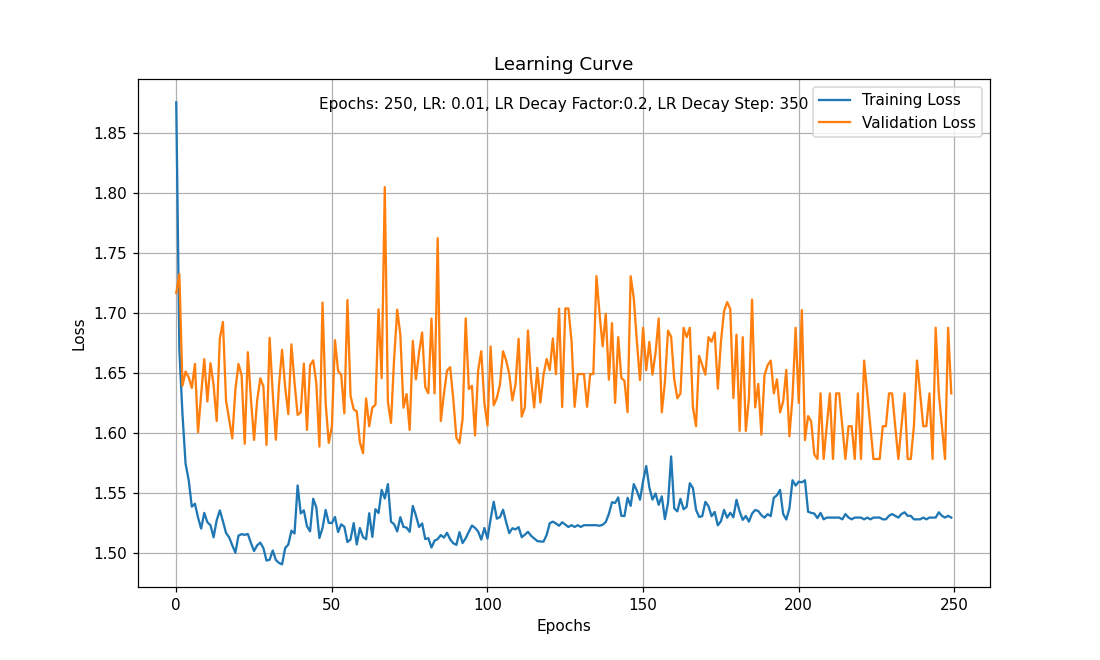 Learning Curve
Epochs: 250, LR: 0.01, LR Decay Factor:0.2, LR Decay Step: 350
Training Loss
Validation Loss
1.85
1.80
1.75
1.70
1.65
1.60
1.55
1.50
Loss
0 50 100 150 200 250
Epochs